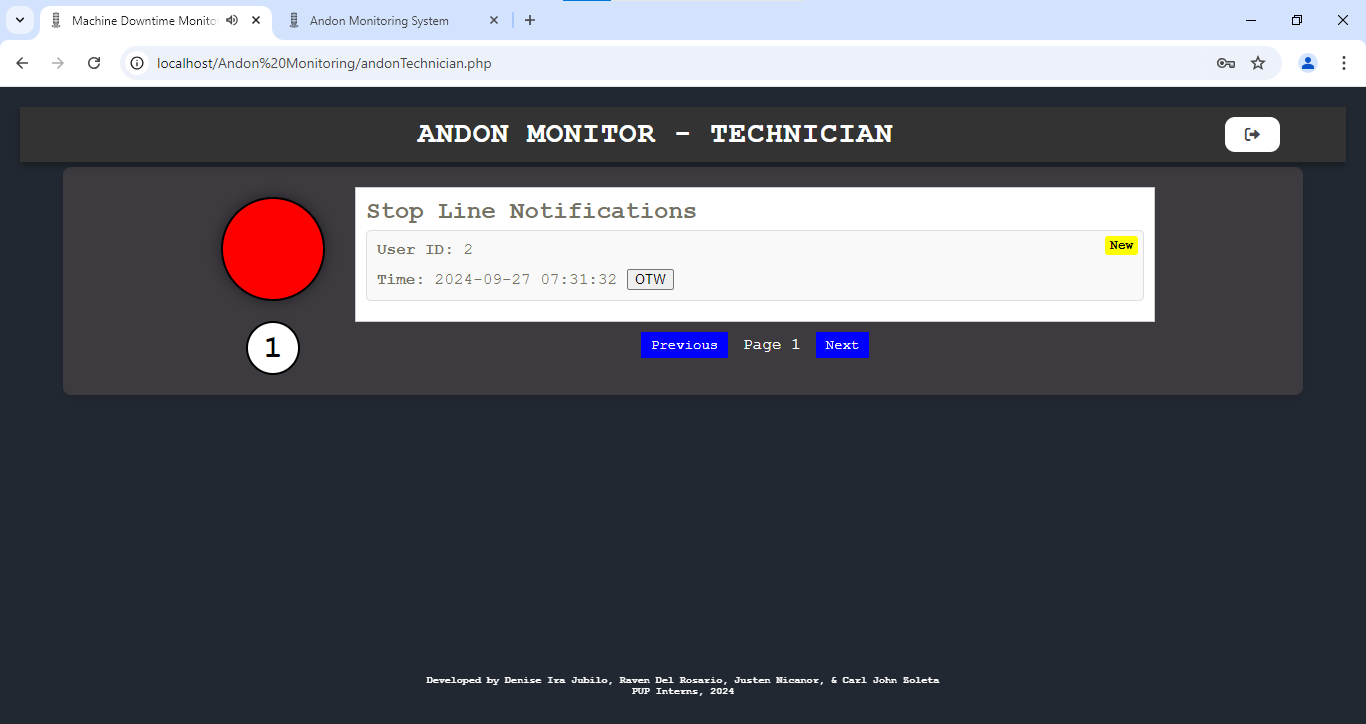 Machine Downtime Monito
Andon Monitoring System
localhost/Andon%20Monitoring/andonTechnician.php
ANDON MONITOR - TECHNICIAN
Stop Line Notifications
User ID: 2
New
Time: 2024-09-27 07:31:32 OTW
1
Previous Page 1 Next
Developed by Denise Ira Jubilo, Raven Del Rosario, Justen Nicanor, & Carl John Zoleta
PUP Interns, 2024